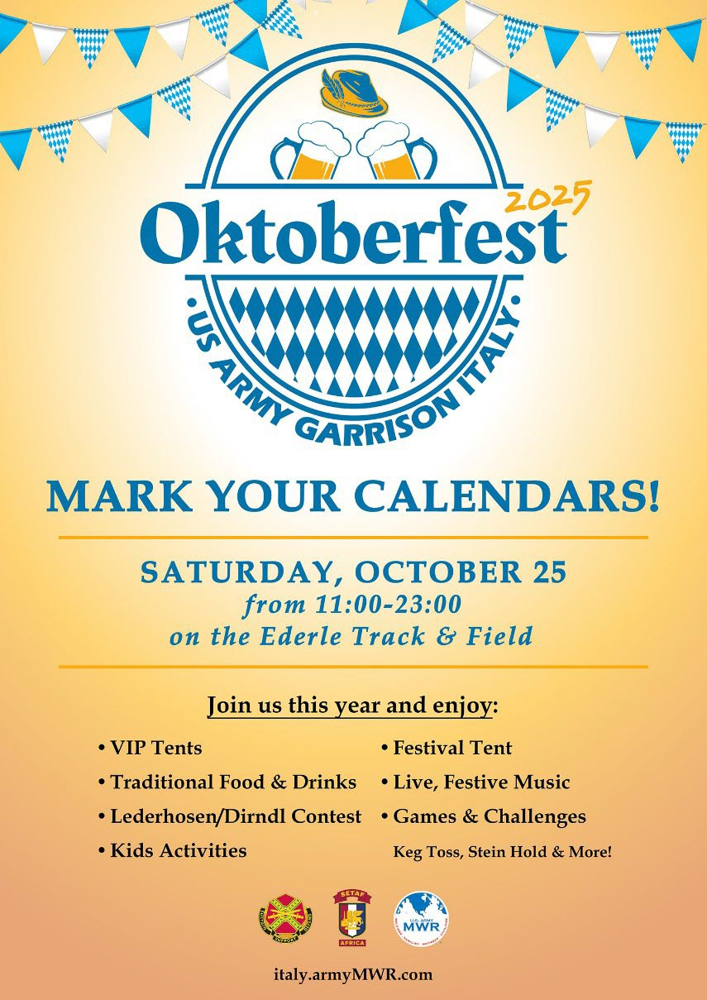 2025
Oktoberfest
• US ARMY GARRISON ITALY •
MARK YOUR CALENDARS!
SATURDAY, OCTOBER 25
from 11:00-23:00
on the Ederle Track & Field
Join us this year and enjoy:
• VIP Tents
• Traditional Food & Drinks
• Lederhosen/Dirndl Contest
• Kids Activities
• Festival Tent
• Live, Festive Music
• Games & Challenges
Keg Toss, Stein Hold & More!
SUPPORT
SETAF
AFRICA
U.S. ARMY
MWR
italy.armyMWR.com